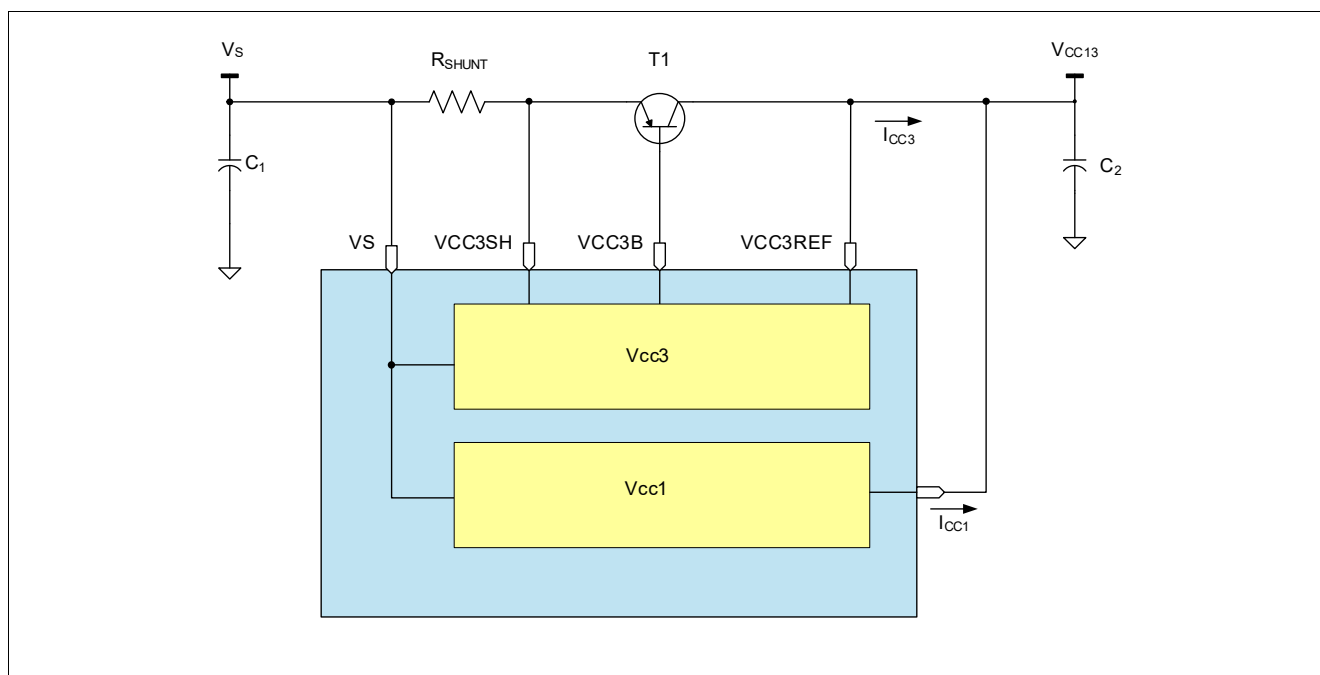 VS
RSHUNT
T1
VCC13
ICC3
C1
C2
VS
VCC3SH
VCC3B
VCC3REF
Vcc3
Vcc1
ICC1